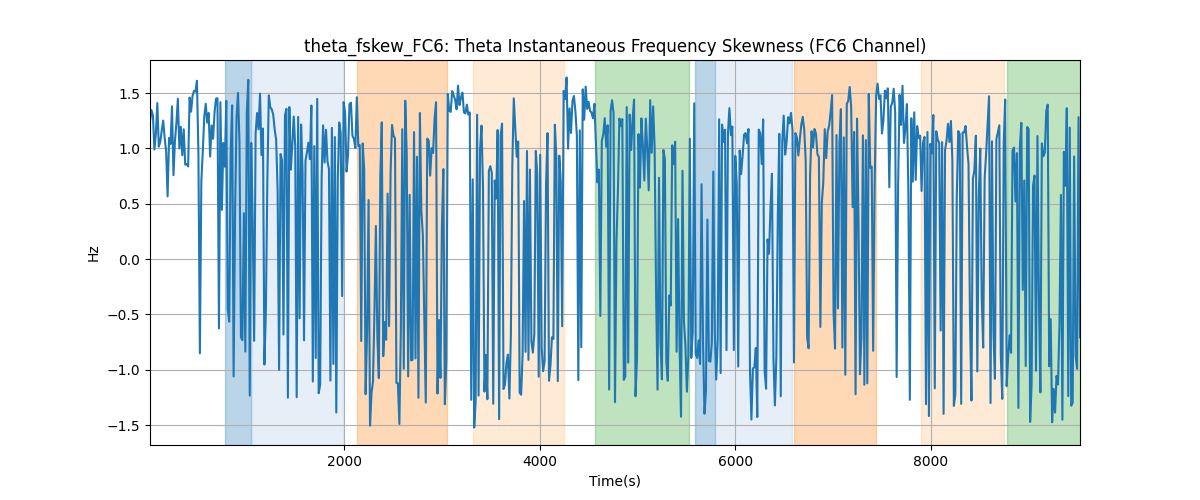 theta_fskew_FC6: Theta Instantaneous Frequency Skewness (FC6 Channel)
1.5
1.0
0.5
0.0
−0.5
−1.0
−1.5
Hz
2000 4000 6000 8000
Time(s)